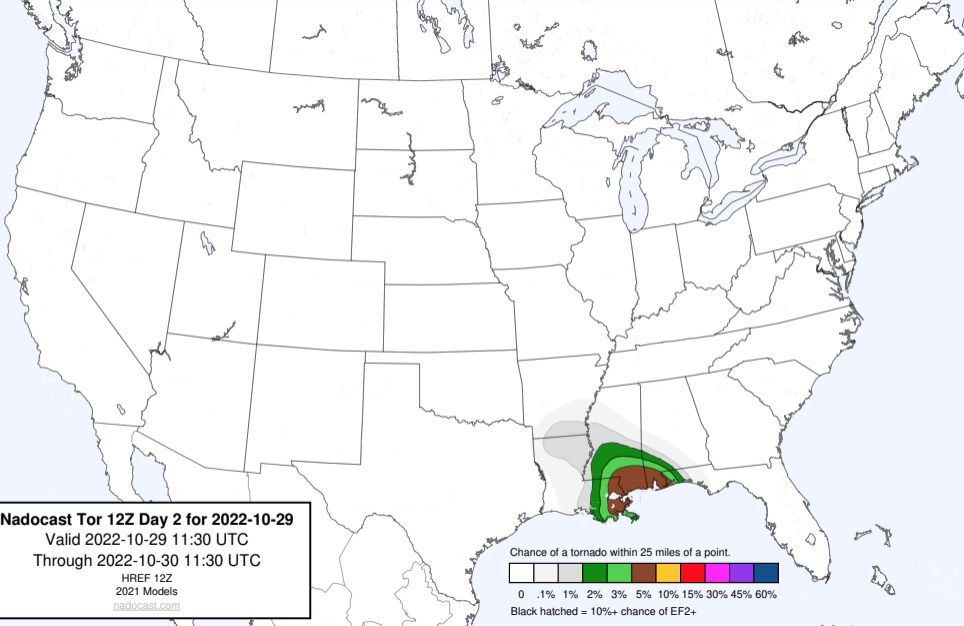 Nadocast Tor 12Z Day 2 for 2022-10-29
Valid 2022-10-29 11:30 UTC
Through 2022-10-30 11:30 UTC
HREF 12Z
2021 Models
nadocast.com
Chance of a tornado within 25 miles of a point.
0 .1% 1% 2% 3% 5% 10% 15% 30% 45% 60%
Black hatched = 10%+ chance of EF2+